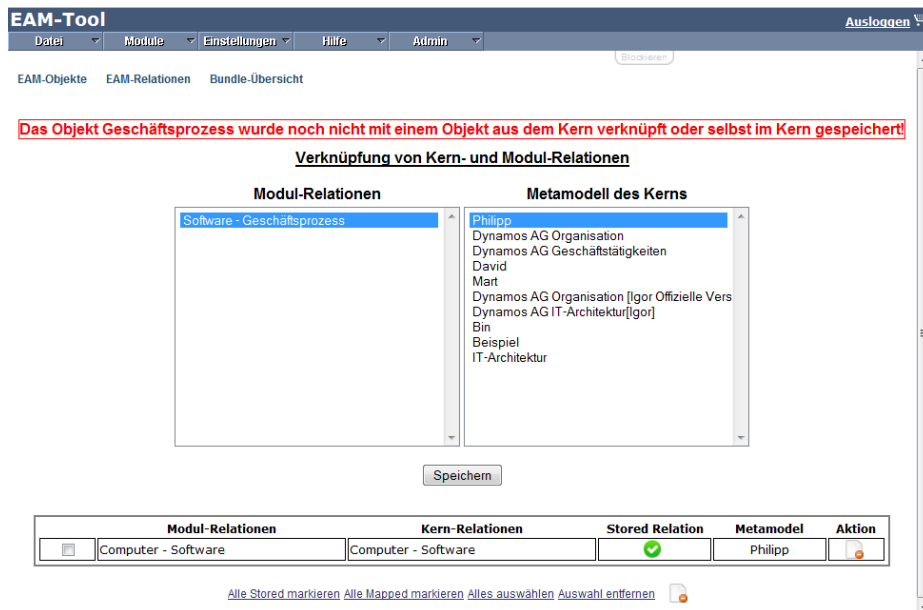 EAM-Tool
Ausloggen
Datei Module Einstellungen Hilfe Admin
Blockieren
EAM-Objekte EAM-Relationen Bundle-Übersicht
Das Objekt Geschäftsprozess wurde noch nicht mit einem Objekt aus dem Kern verknüpft oder selbst im Kern gespeichert!
Verknüpfung von Kern- und Modul-Relationen
Modul-Relationen
Software - Geschäftsprozess
Metamodell des Kerns
Philipp
Dynamos AG Organisation
Dynamos AG Geschäftstätigkeiten
David
Mart
Dynamos AG Organisation [Igor Offizielle Vers
Dynamos AG IT-Architektur[Igor]
Bin
Beispiel
IT-Architektur
Speichern
Modul-Relationen Kern-Relationen Stored Relation Metamodel Aktion
Computer - Software Computer - Software Philipp
Alle Stored markieren Alle Mapped markieren Alles auswählen Auswahl entfernen